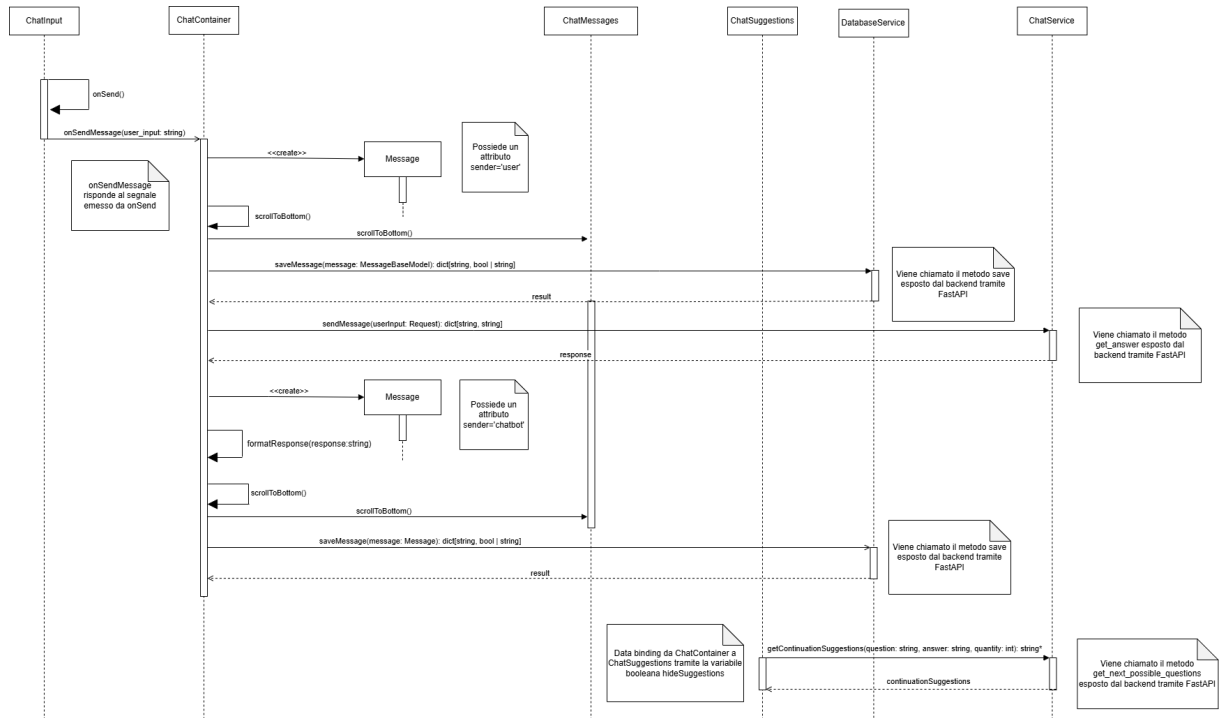 ChatInput
ChatContainer
ChatMessages
ChatSuggestions
DatabaseService
ChatService
onSend()
onSendMessage(user_input: string)
<<create>>
Message
Possiede un
attributo
sender='user'
onSendMessage
risponde al segnale
emesso da onSend
scrollToBottom()
scrollToBottom()
saveMessage(message: MessageBaseModel): dict[string, bool | string]
Viene chiamato il metodo save
esposto dal backend tramite
FastAPI
result
sendMessage(userInput: Request): dict[string, string]
Viene chiamato il metodo
get_answer esposto dal
backend tramite FastAPI
response
<<create>>
Message
Possiede un
attributo
sender='chatbot'
formatResponse(response:string)
scrollToBottom()
scrollToBottom()
saveMessage(message: Message): dict[string, bool | string]
Viene chiamato il metodo save
esposto dal backend tramite
FastAPI
result
Data binding da ChatContainer a
ChatSuggestions tramite la variabile
booleana hideSuggestions
getContinuationSuggestions(question: string, answer: string, quantity: int): string*
Viene chiamato il metodo
get_next_possible_questions
esposto dal backend tramite FastAPI
continuationSuggestions